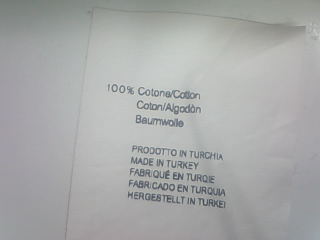 100% Cotone/Cotton
Coton/Algodòn
Baumwolle
PRODOTTO IN TURCHIA
MADE IN TURKEY
FABRIQUÉ EN TURQIE
FABRICADO EN TURQUIA
HERGESTELLT IN TURKEI